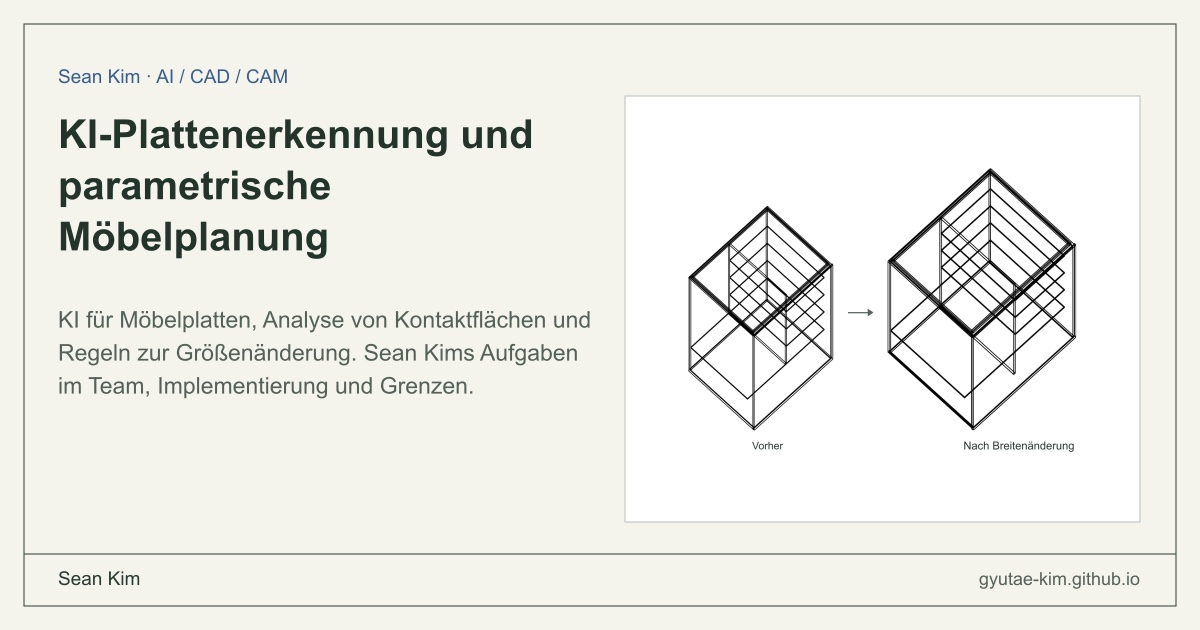 Sean Kim · AI / CAD / CAM
KI-Plattenerkennung und
parametrische
Möbelplanung
KI für Möbelplatten, Analyse von Kontaktflächen und
Regeln zur Größenänderung. Sean Kims Aufgaben
im Team, Implementierung und Grenzen.
Vorher
Nach Breitenänderung
Sean Kim
gyutae-kim.github.io